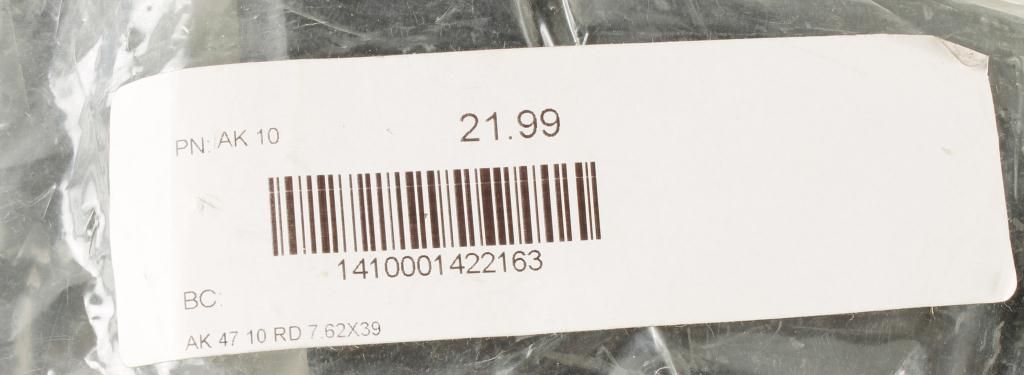 PN: AK 10
21.99
1410001422163
BC:
AK 47 10 RD 7.62X39